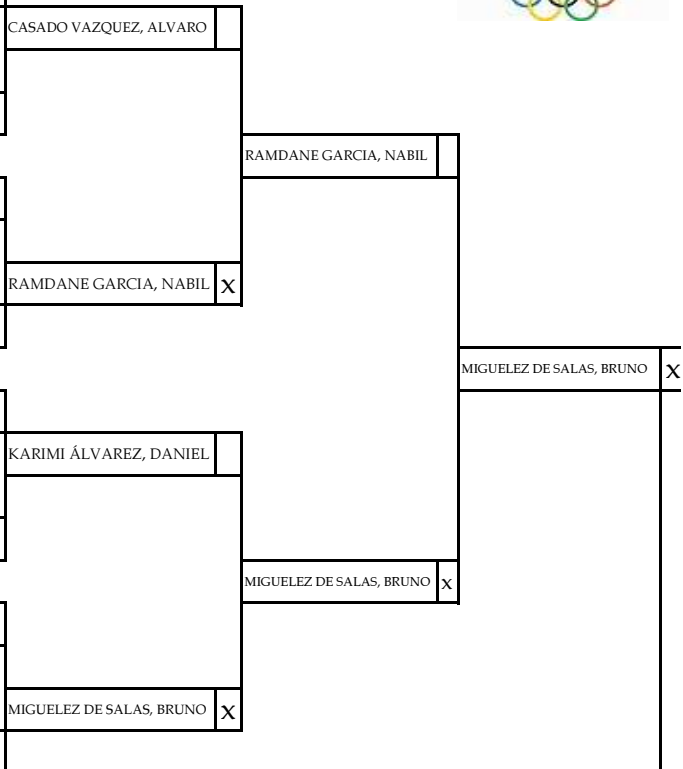 CASADO VAZQUEZ, ALVARO
RAMDANE GARCIA, NABIL
RAMDANE GARCIA, NABIL X
MIGUELEZ DE SALAS, BRUNO X
KARIMI ÁLVAREZ, DANIEL
MIGUELEZ DE SALAS, BRUNO X
MIGUELEZ DE SALAS, BRUNO X